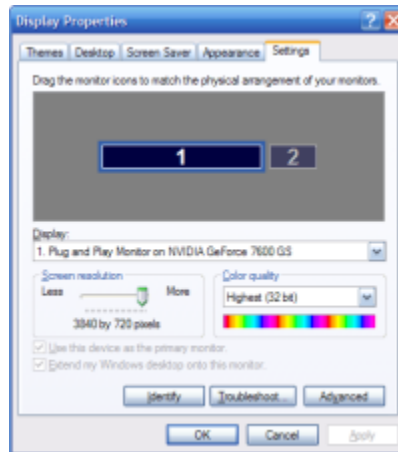 Display Properties
Themes Desktop Screen Saver Appearance Settings
Drag the monitor icons to match the physical arrangement of your monitors.
1 2
Display:
1. Plug and Play Monitor on NVIDIA GeForce 7600 GS
Screen resolution
Less More
3840 by 720 pixels
Color quality
Highest (32 bit)
Use this device as the primary monitor.
Extend my Windows desktop onto this monitor.
Identify Troubleshoot... Advanced
OK Cancel Apply